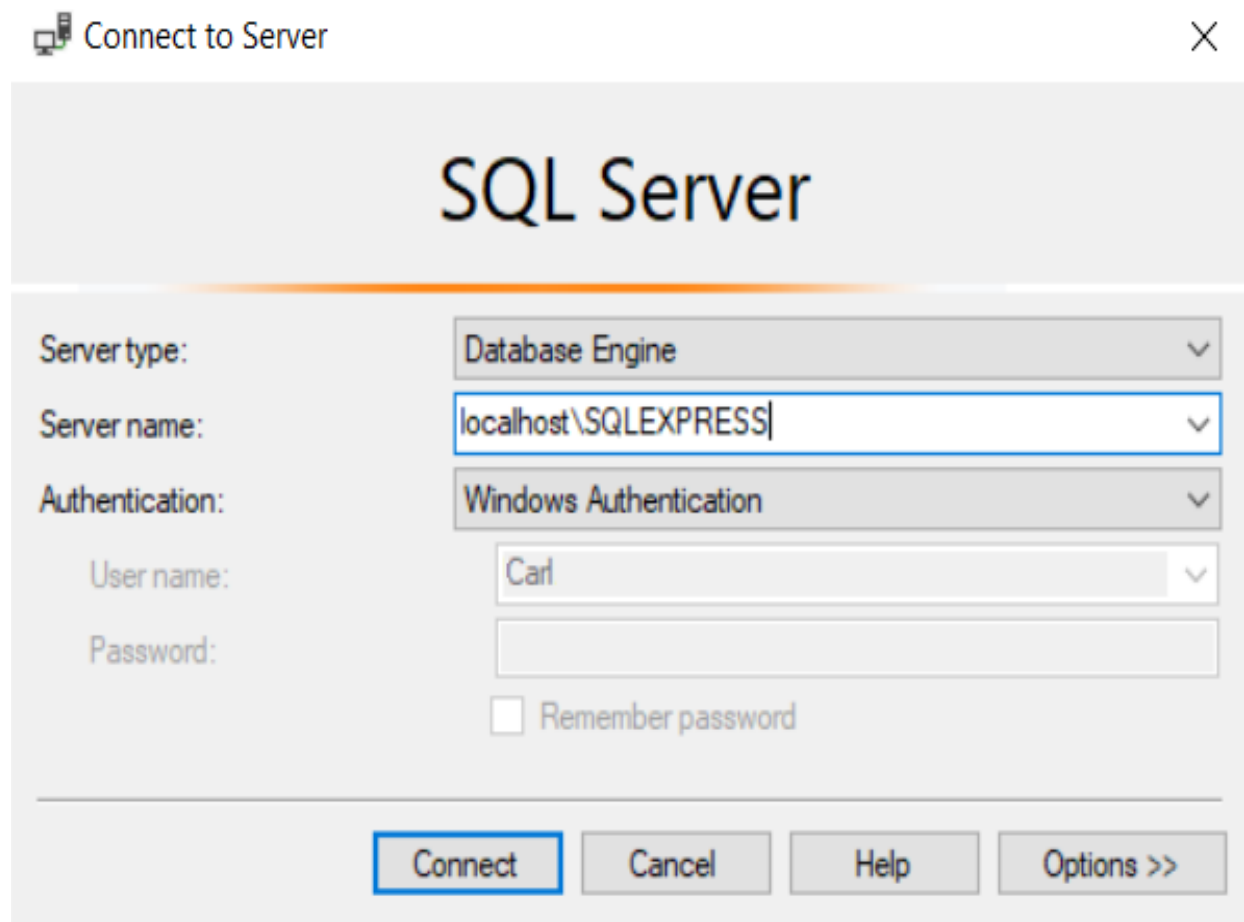 Connect to Server
SQL Server
Server type: Database Engine
Server name: localhost\SQLEXPRESS
Authentication: Windows Authentication
User name: Carl
Password:
Remember password
Connect Cancel Help Options >>